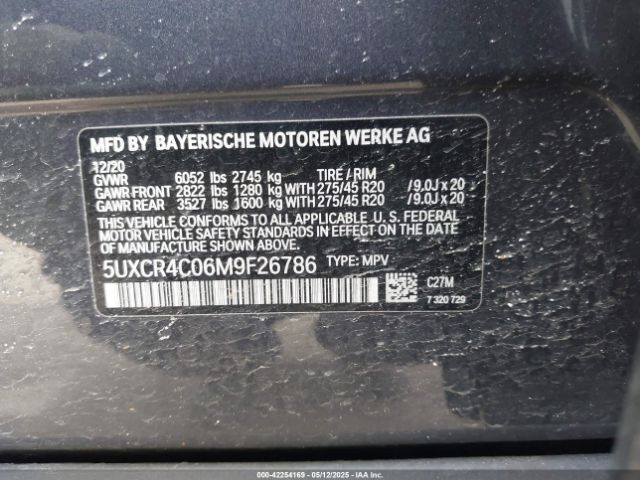 MFD BY BAYERISCHE MOTOREN WERKE AG
12/20
GVWR 6052 lbs 2745 kg TIRE / RIM
GAWR-FRONT 2822 lbs 1280 kg WITH 275/45 R20 / 9.0J x 20
GAWR REAR 3527 lbs 1600 kg WITH 275/45 R20 / 9.0J x 20
THIS VEHICLE CONFORMS TO ALL APPLICABLE U. S. FEDERAL
MOTOR VEHICLE SAFETY STANDARDS IN EFFECT ON THE DATE OF
MANUFACTURE SHOWN ABOVE.
5UXCR4C06M9F26786 TYPE: MPV
C27M
7 320 729
000-42254169 - 05/12/2025 - IAAI.COM